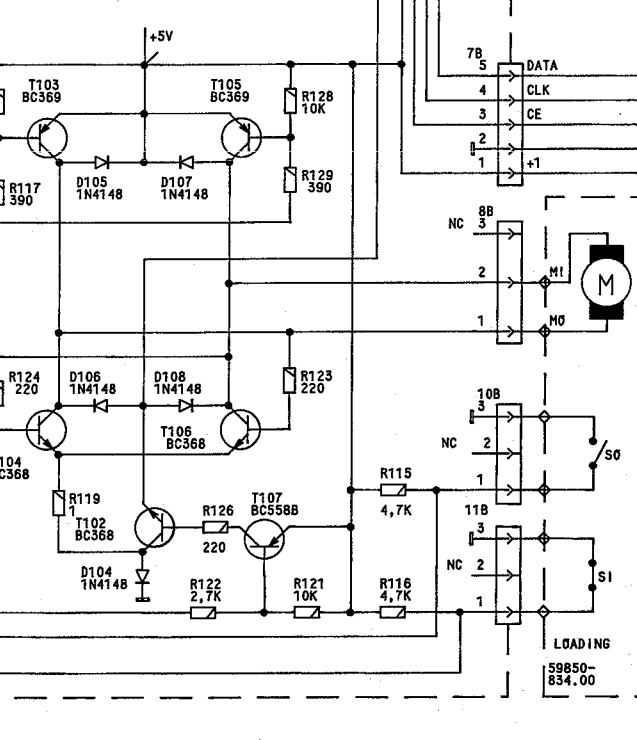 +5V
7B
5 DATA
T103
BC369
T105
BC369
R128
10K
4 CLK
3 CE
2
1 +1
R117
390
D105
1N4148
D107
1N4148
R129
390
NC 3
8B
2 MI
M
1 MO
R124
220
D106
1N4148
D108
1N4148
R123
220
10B
3
T106
BC368
NC 2
SO
104
C368
R115
4,7K
1
R119
1
T102
BC368
R126
220
T107
BC558B
11B
3
D104
1N4148
NC 2
SI
R122
2,7K
R121
10K
R116
4,7K
1
LOADING
59850-
834.00